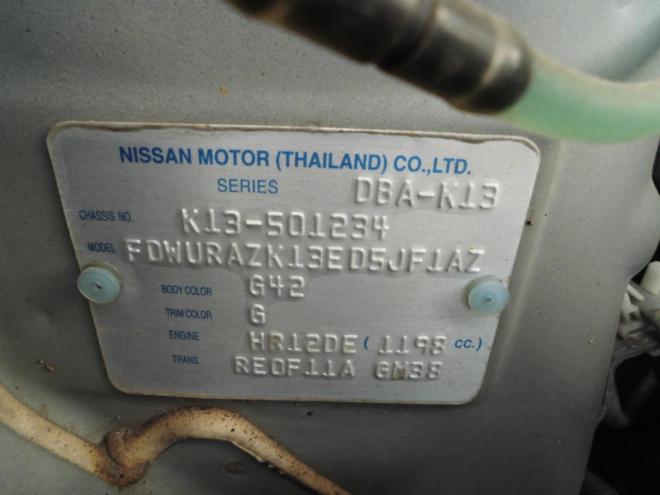 NISSAN MOTOR (THAILAND) CO.,LTD.
SERIES DBA-K13
CHASSIS NO. K13-501234
MODEL FDWURAZK13ED5JF1AZ
BODY COLOR G42
TRIM COLOR G
ENGINE HR12DE ( 1198 cc.)
TRANS. RE0F11A GM38